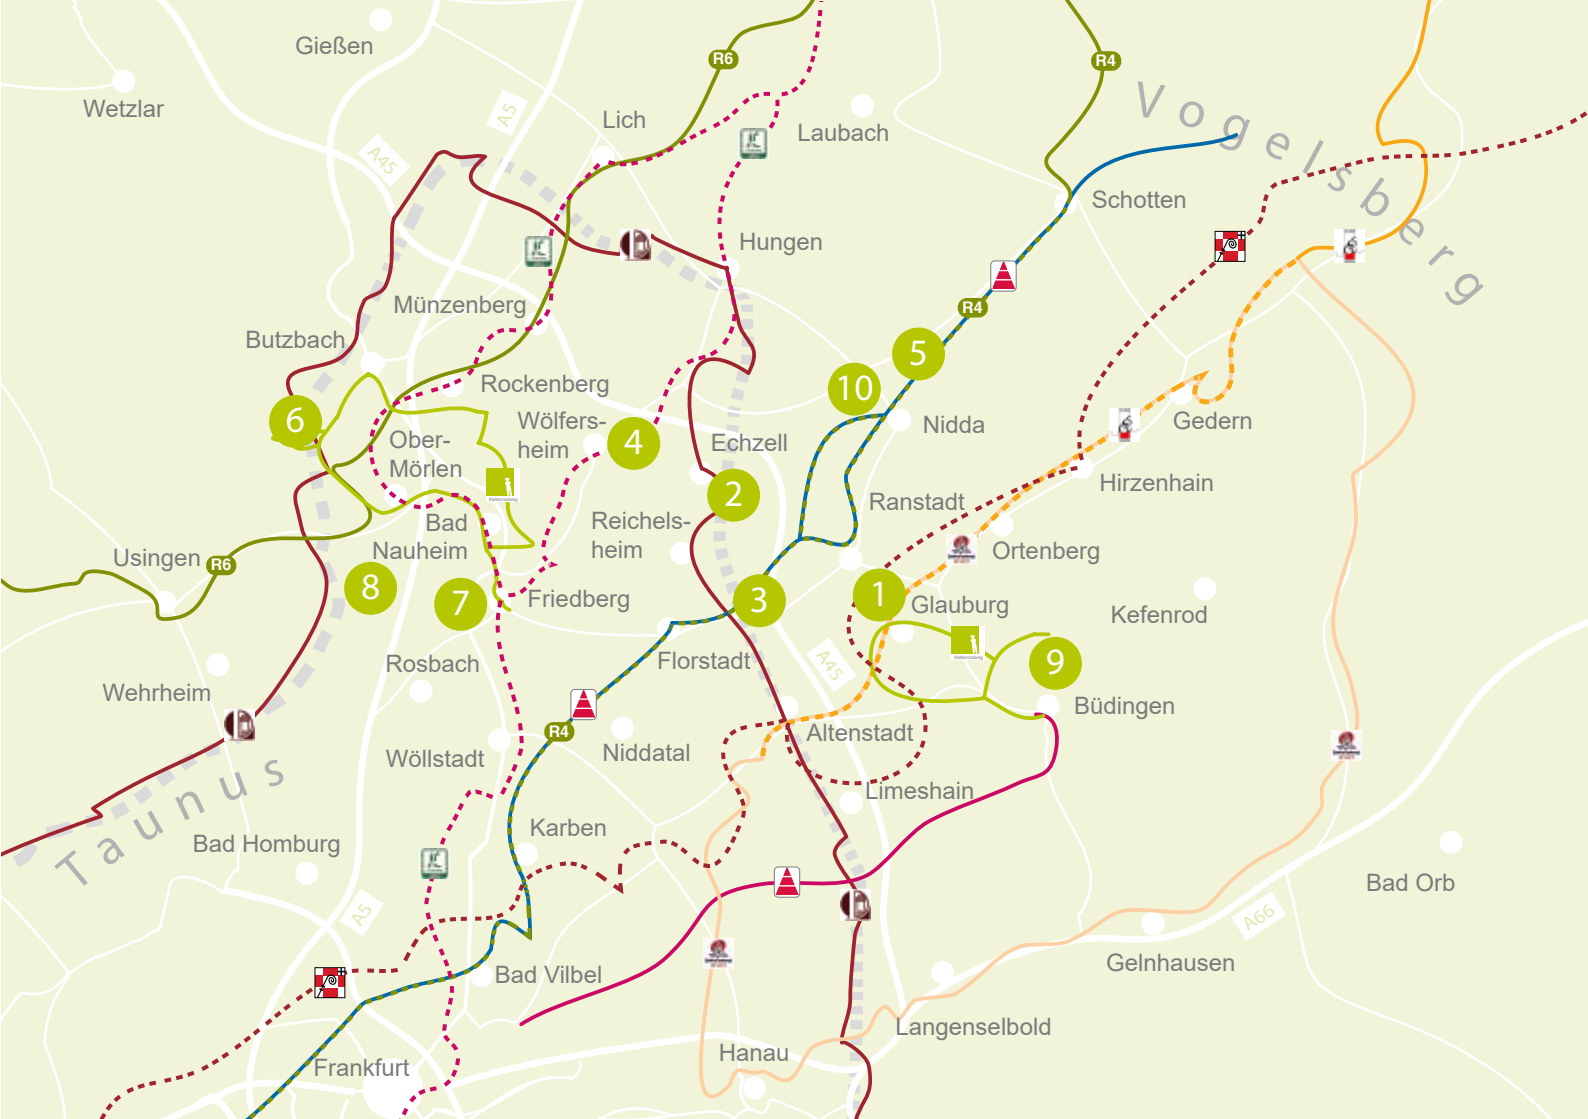 Gießen
Wetzlar
A45
A5
Lich
R6
Laubach
R4
Vogelsberg
Schotten
Hungen
Münzenberg
Butzbach
R4
5
10
Rockenberg
6
Wölfers-
heim
4
Echzell
Nidda
Gedern
Ober-
Mörlen
2
Ranstadt
Hirzenhain
Bad
Nauheim
Reichels-
heim
Ortenberg
Usingen
R6
8
7
Friedberg
3
1
Glauburg
Kefenrod
Rosbach
Florstadt
A45
9
Wehrheim
Büdingen
R4
Wöllstadt
Niddatal
Altenstadt
Taunus
Limeshain
Bad Homburg
Karben
Bad Orb
A5
A66
Bad Vilbel
Gelnhausen
Langenselbold
Frankfurt
Hanau